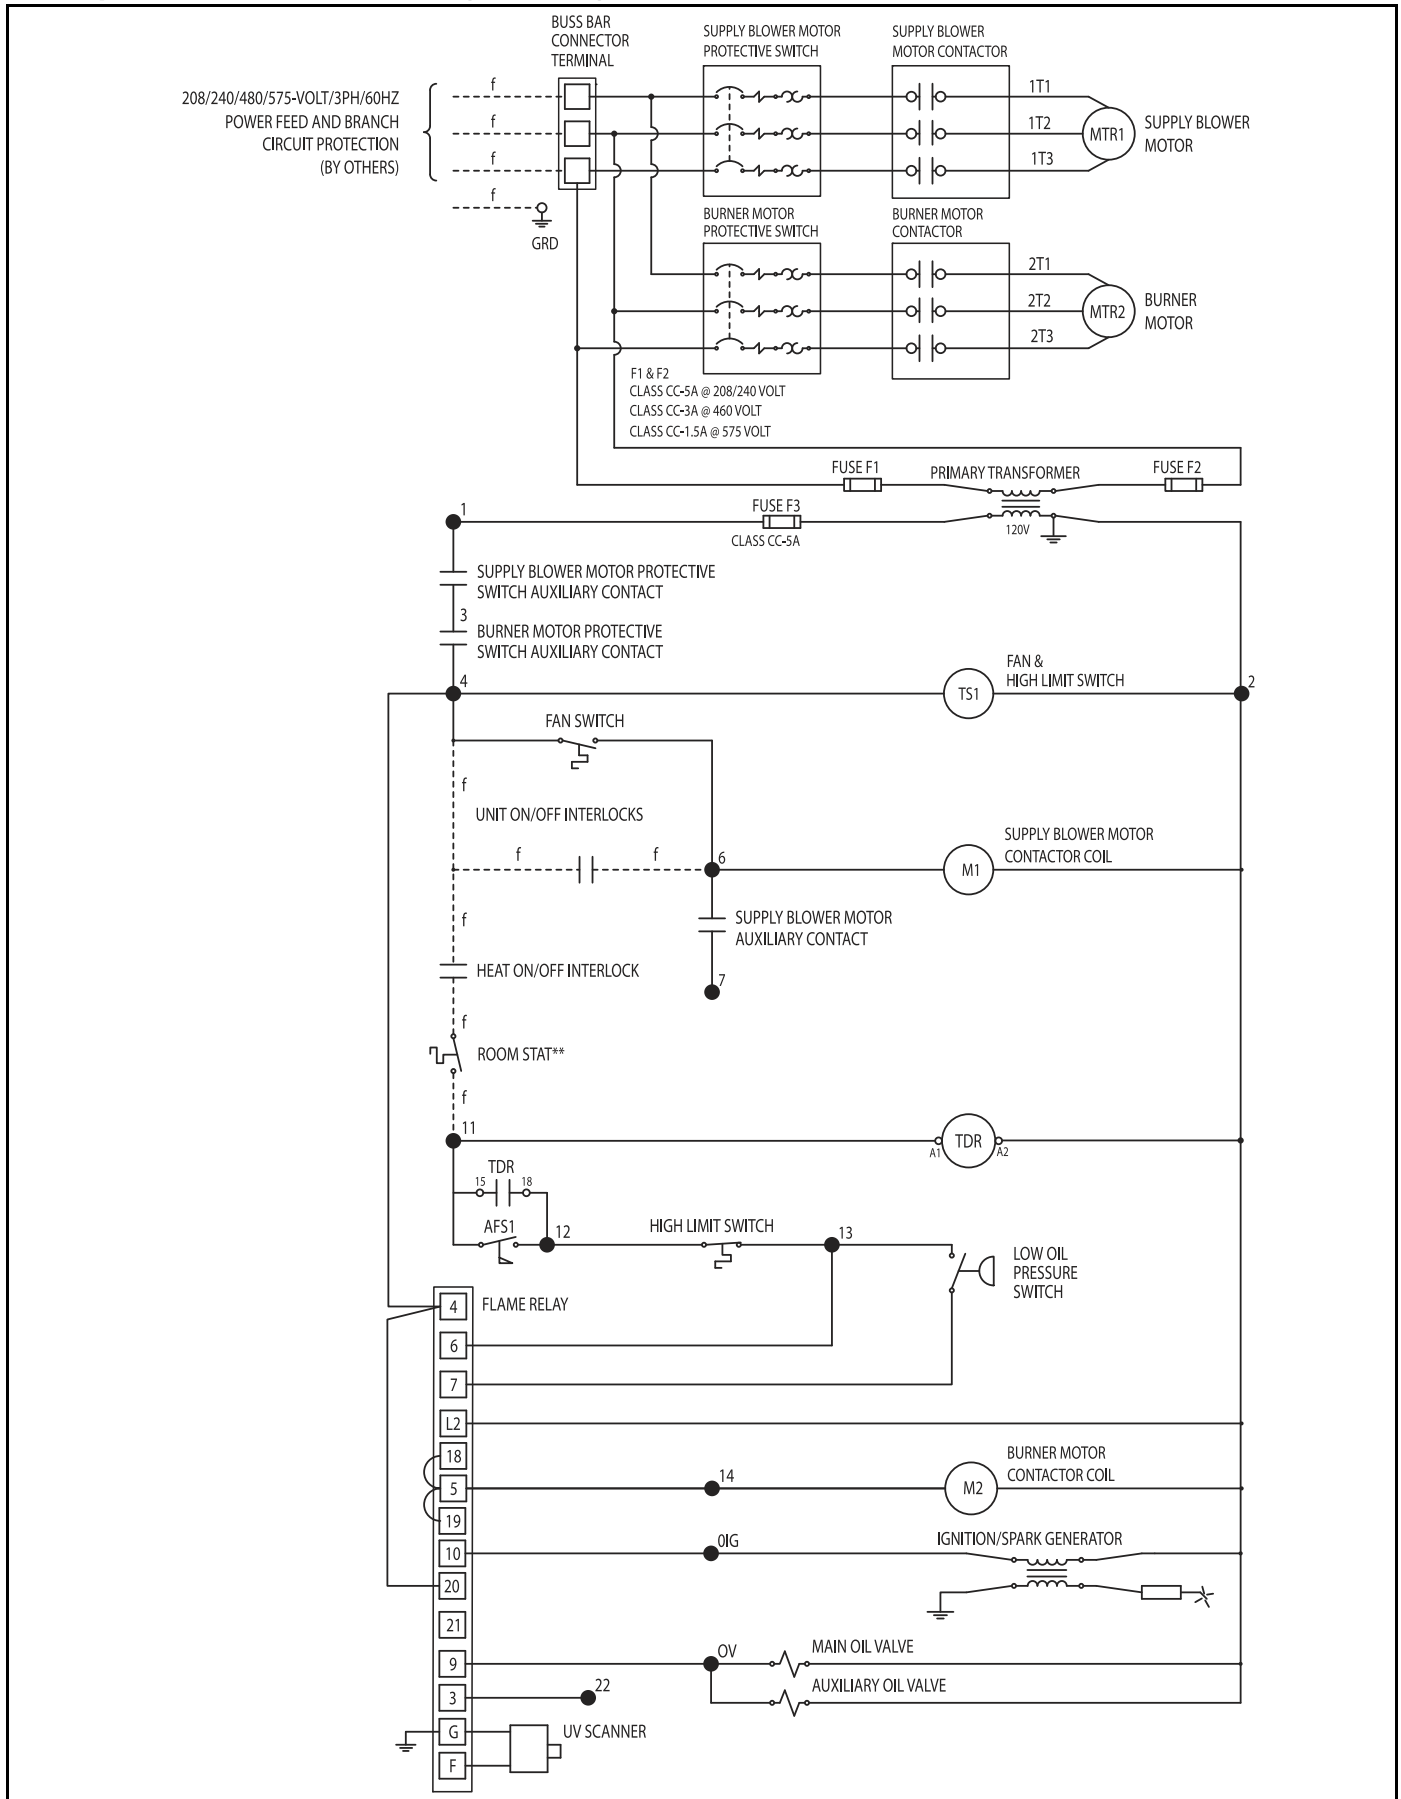 BUSS BAR
CONNECTOR
TERMINAL
SUPPLY BLOWER MOTOR
PROTECTIVE SWITCH
SUPPLY BLOWER
MOTOR CONTACTOR
208/240/480/575-VOLT/3PH/60HZ
POWER FEED AND BRANCH
CIRCUIT PROTECTION
(BY OTHERS)
f
f
f
f
GRD
1T1
1T2
1T3
MTR1
SUPPLY BLOWER
MOTOR
BURNER MOTOR
PROTECTIVE SWITCH
BURNER MOTOR
CONTACTOR
2T1
2T2
2T3
MTR2
BURNER
MOTOR
F1 & F2
CLASS CC-5A @ 208/240 VOLT
CLASS CC-3A @ 460 VOLT
CLASS CC-1.5A @ 575 VOLT
FUSE F1
PRIMARY TRANSFORMER
FUSE F2
1
FUSE F3
CLASS CC-5A
120V
SUPPLY BLOWER MOTOR PROTECTIVE
SWITCH AUXILIARY CONTACT
3
BURNER MOTOR PROTECTIVE
SWITCH AUXILIARY CONTACT
4
TS1
FAN &
HIGH LIMIT SWITCH
2
FAN SWITCH
f
UNIT ON/OFF INTERLOCKS
f
f
6
M1
SUPPLY BLOWER MOTOR
CONTACTOR COIL
f
SUPPLY BLOWER MOTOR
AUXILIARY CONTACT
HEAT ON/OFF INTERLOCK
7
f
ROOM STAT**
f
11
A1
TDR
A2
TDR
15
18
AFS1
12
HIGH LIMIT SWITCH
13
LOW OIL
PRESSURE
SWITCH
4
FLAME RELAY
6
7
L2
18
5
14
M2
BURNER MOTOR
CONTACTOR COIL
19
10
0IG
IGNITION/SPARK GENERATOR
20
21
9
OV
MAIN OIL VALVE
AUXILIARY OIL VALVE
3
22
G
UV SCANNER
F